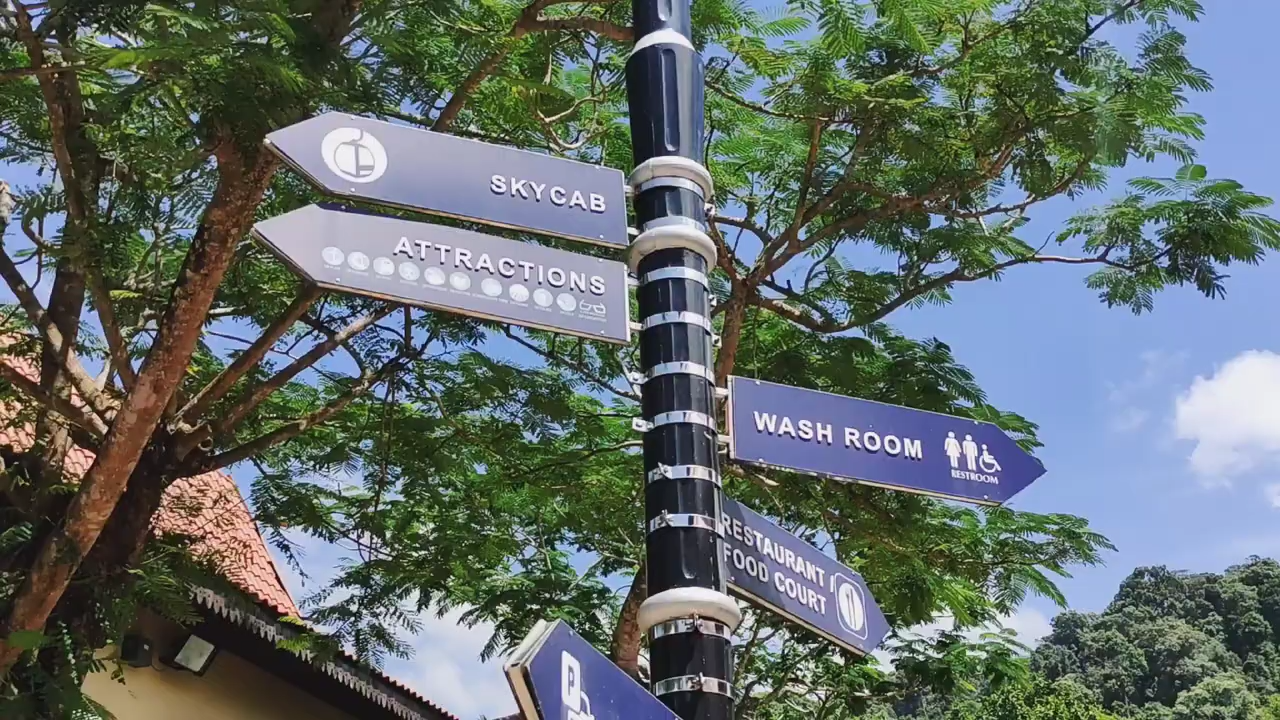 SKYCAB
ATTRACTIONS
WASH ROOM
RESTROOM
RESTAURANT /
FOOD COURT